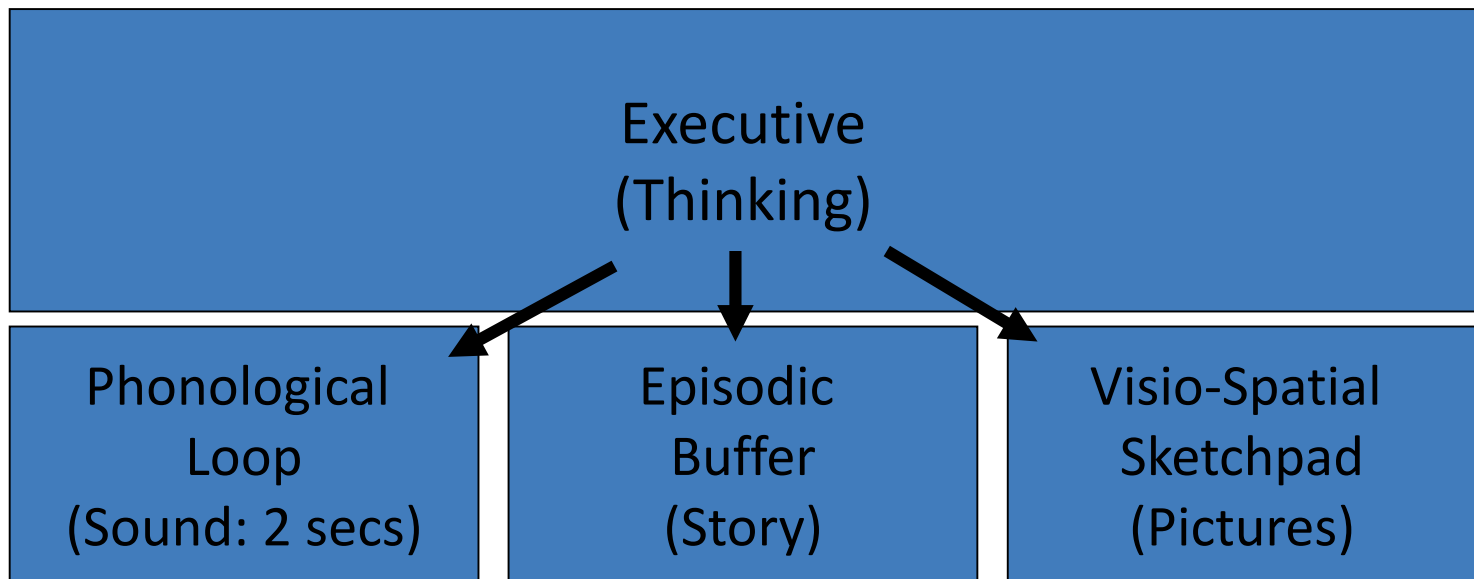 Executive
(Thinking)
Phonological
Loop
(Sound: 2 secs)
Episodic
Buffer
(Story)
Visio-Spatial
Sketchpad
(Pictures)